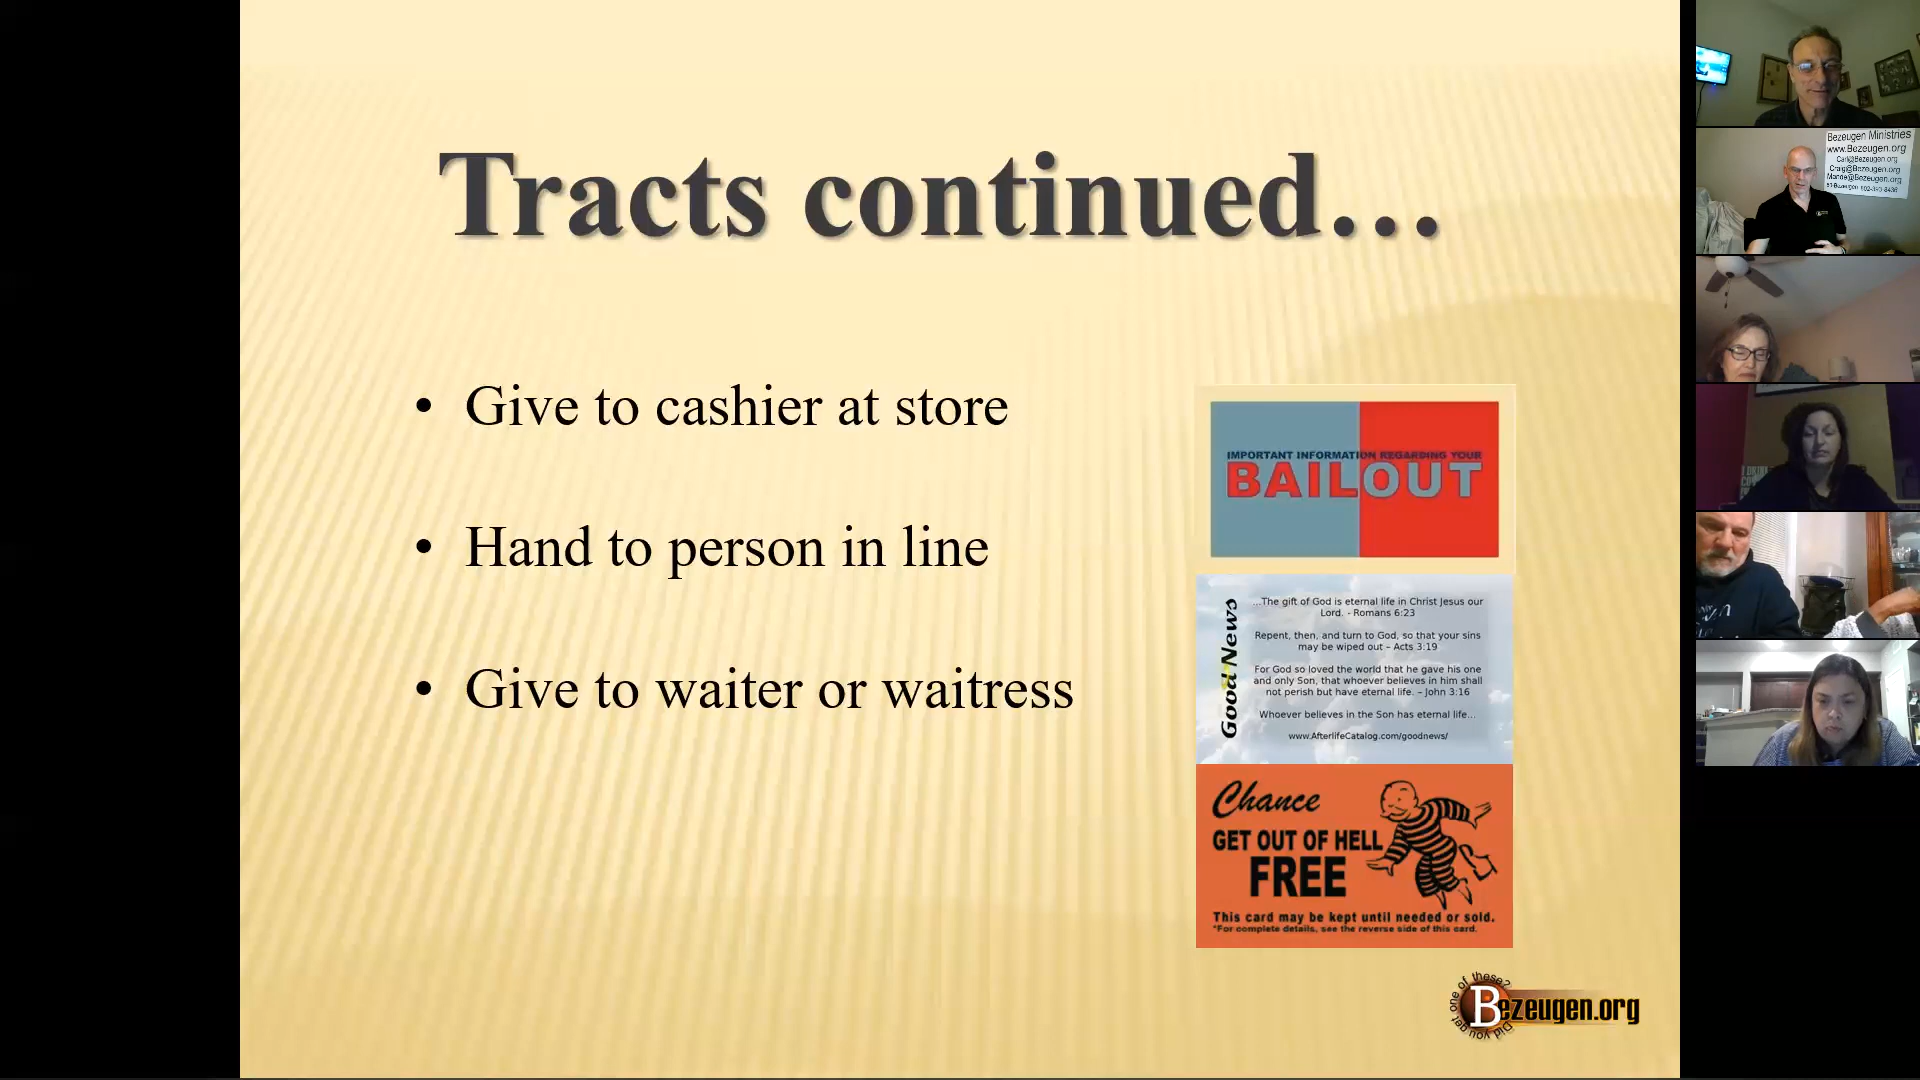 Tracts continued…
• Give to cashier at store
• Hand to person in line
• Give to waiter or waitress
IMPORTANT INFORMATION REGARDING YOUR
BAILOUT
Good News
...The gift of God is eternal life in Christ Jesus our
Lord. - Romans 6:23
Repent, then, and turn to God, so that your sins
may be wiped out – Acts 3:19
For God so loved the world that he gave his one
and only Son, that whoever believes in him shall
not perish but have eternal life. – John 3:16
Whoever believes in the Son has eternal life...
www.AfterlifeCatalog.com/goodnews/
Chance
GET OUT OF HELL
FREE
This card may be kept until needed or sold.
*For complete details, see the reverse side of this card.
Did you get one of these?
Bezeugen.org
Bezeugen Ministries
www.Bezeugen.org
Carl@Bezeugen.org
Craig@Bezeugen.org